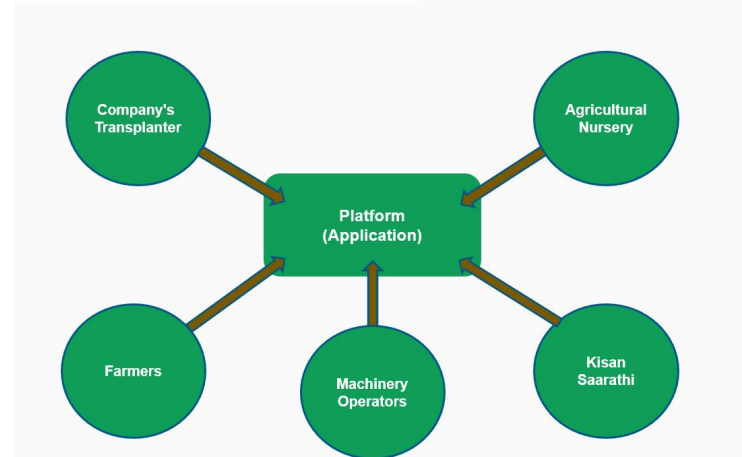 Company's
Transplanter
Agricultural
Nursery
Platform
(Application)
Farmers
Machinery
Operators
Kisan
Saarathi